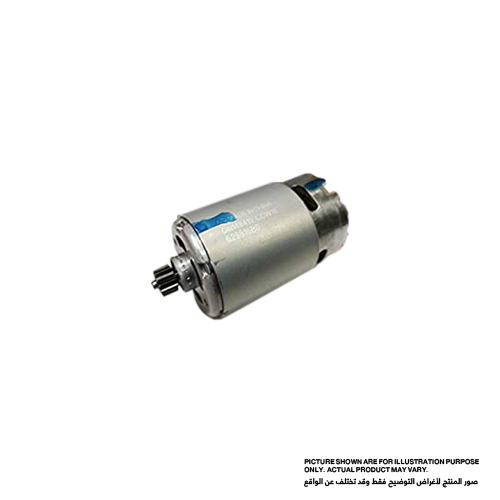 PICTURE SHOWN ARE FOR ILLUSTRATION PURPOSE
ONLY. ACTUAL PRODUCT MAY VARY.
صور المنتج لأغراض التوضيح فقط وقد تختلف عن الواقع